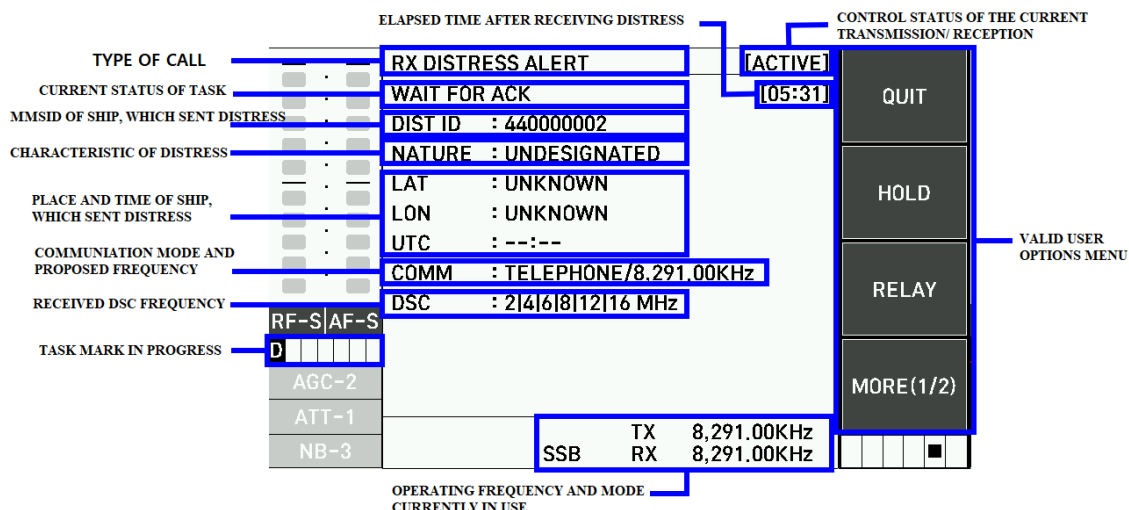 ELAPSED TIME AFTER RECEIVING DISTRESS
CONTROL STATUS OF THE CURRENT
TRANSMISSION/ RECEPTION
TYPE OF CALL
RX DISTRESS ALERT
[ACTIVE]
CURRENT STATUS OF TASK
WAIT FOR ACK
[05:31]
QUIT
MMSID OF SHIP, WHICH SENT DISTRESS
DIST ID : 440000002
CHARACTERISTIC OF DISTRESS
NATURE : UNDESIGNATED
PLACE AND TIME OF SHIP,
WHICH SENT DISTRESS
LAT : UNKNOWN
LON : UNKNOWN
UTC : --:--
HOLD
VALID USER
OPTIONS MENU
COMMUNIATION MODE AND
PROPOSED FREQUENCY
COMM : TELEPHONE/8,291.00KHz
RECEIVED DSC FREQUENCY
DSC : 2|4|6|8|12|16 MHz
RELAY
RF-S AF-S
TASK MARK IN PROGRESS
D
AGC-2
MORE(1/2)
ATT-1
NB-3
TX 8,291.00KHz
SSB RX 8,291.00KHz
OPERATING FREQUENCY AND MODE
CURRENTLY IN USE